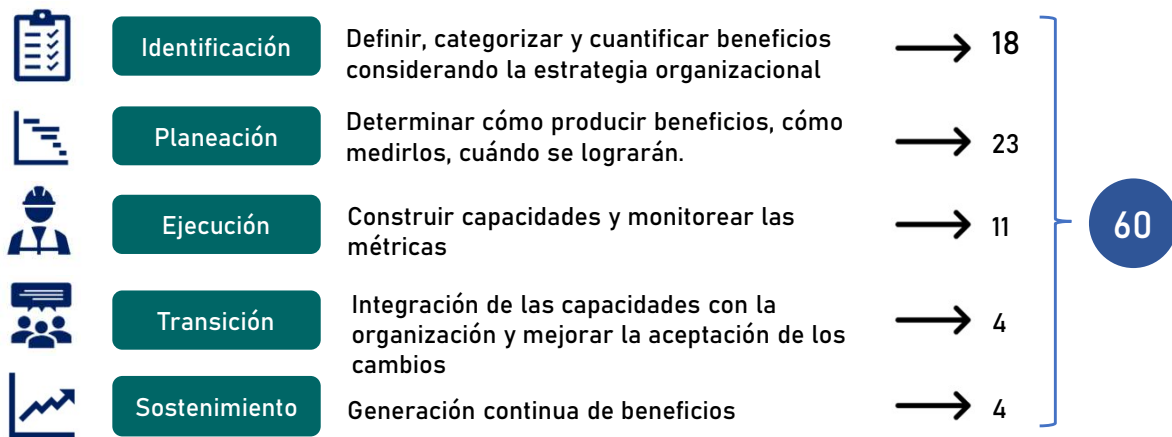 Identificación
Definir, categorizar y cuantificar beneficios
considerando la estrategia organizacional
18
Planeación
Determinar cómo producir beneficios, cómo
medirlos, cuándo se lograrán.
23
Ejecución
Construir capacidades y monitorear las
métricas
11
Transición
Integración de las capacidades con la
organización y mejorar la aceptación de los
cambios
4
Sostenimiento
Generación continua de beneficios
4
60